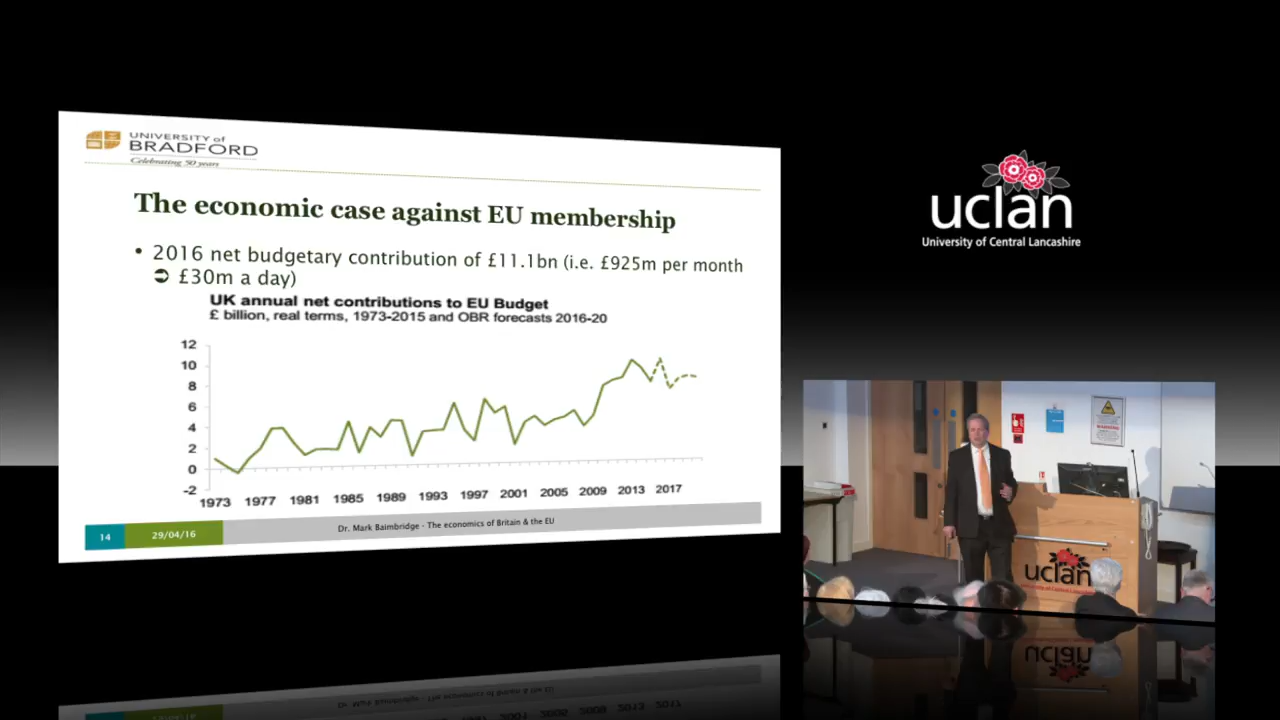 UNIVERSITY of
BRADFORD
Celebrating 50 years
The economic case against EU membership
• 2016 net budgetary contribution of £11.1bn (i.e. £925m per month
➲ £30m a day)
UK annual net contributions to EU Budget
£ billion, real terms, 1973-2015 and OBR forecasts 2016-20
12
10
8
6
4
2
0
-2
1973 1977 1981 1985 1989 1993 1997 2001 2005 2009 2013 2017
14 29/04/16 Dr. Mark Baimbridge - The economics of Britain & the EU
uclan
University of Central Lancashire
uclan
University of Central Lancashire